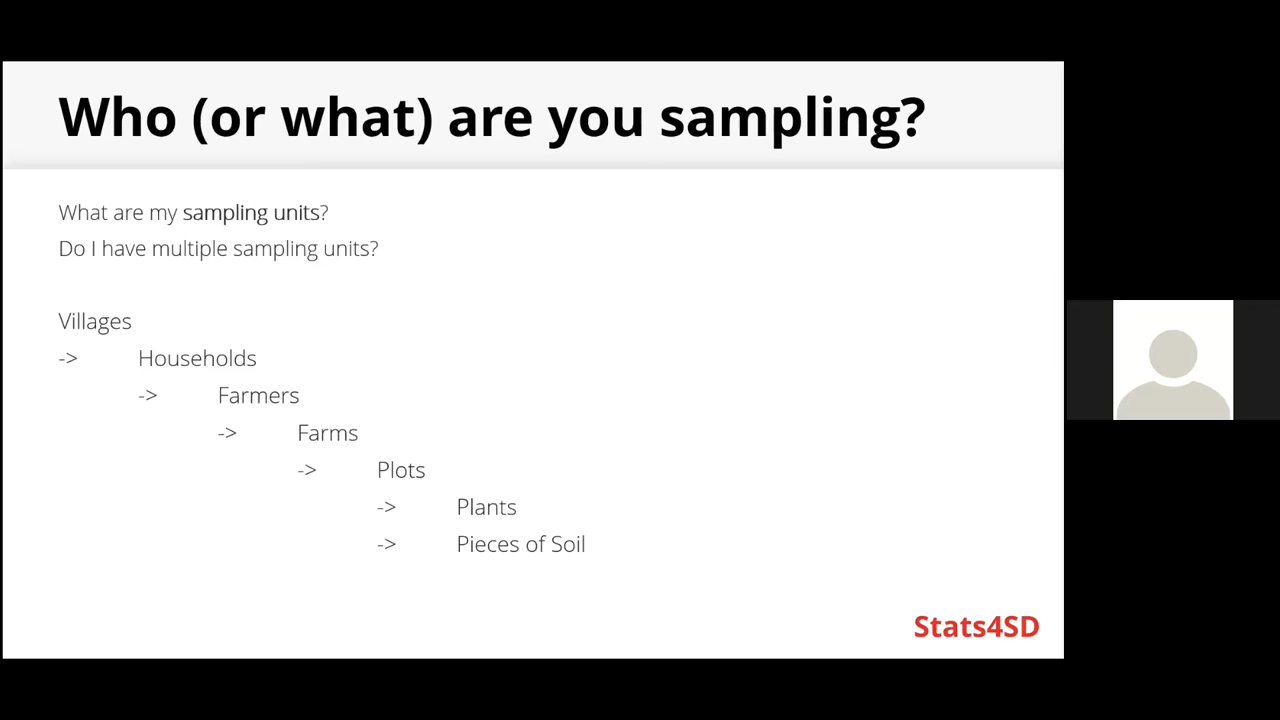 Who (or what) are you sampling?
What are my sampling units?
Do I have multiple sampling units?
Villages
-> Households
-> Farmers
-> Farms
-> Plots
-> Plants
-> Pieces of Soil
Stats4SD